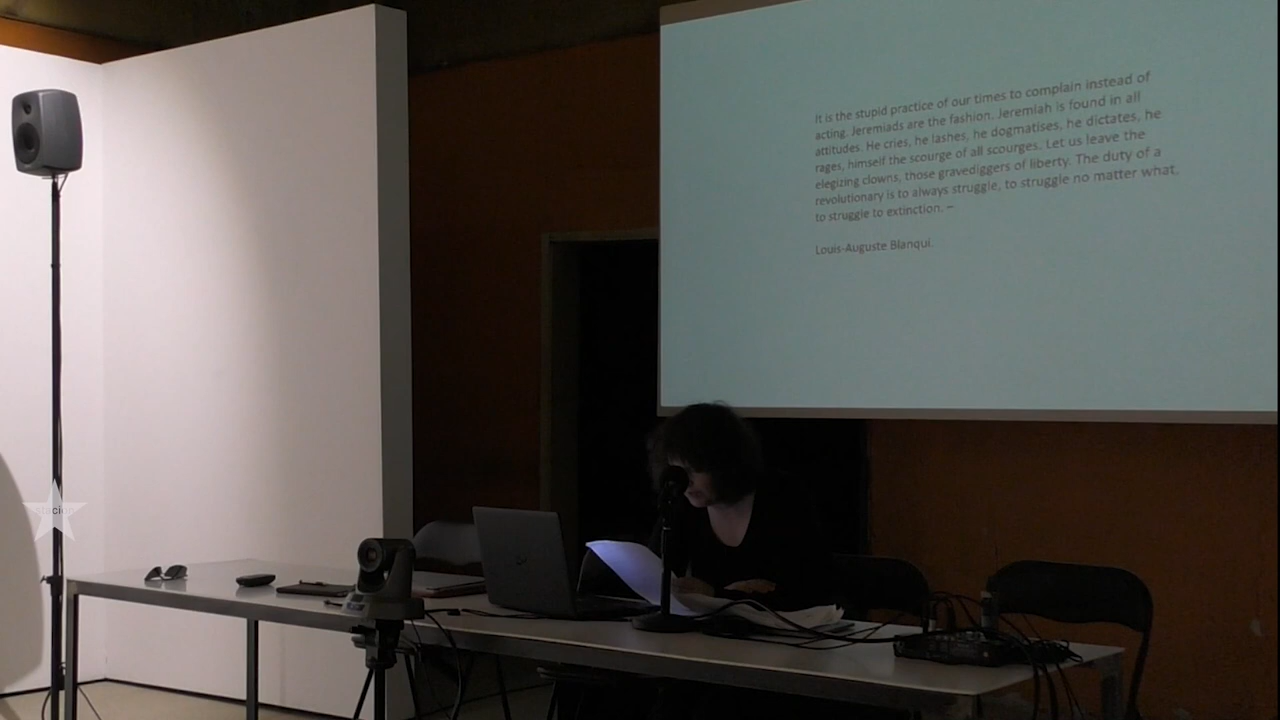 It is the stupid practice of our times to complain instead of
acting. Jeremiads are the fashion. Jeremiah is found in all
attitudes. He cries, he lashes, he dogmatises, he dictates, he
rages, himself the scourge of all scourges. Let us leave the
elegizing clowns, those gravediggers of liberty. The duty of a
revolutionary is to always struggle, to struggle no matter what,
to struggle to extinction. –
Louis-Auguste Blanqui.